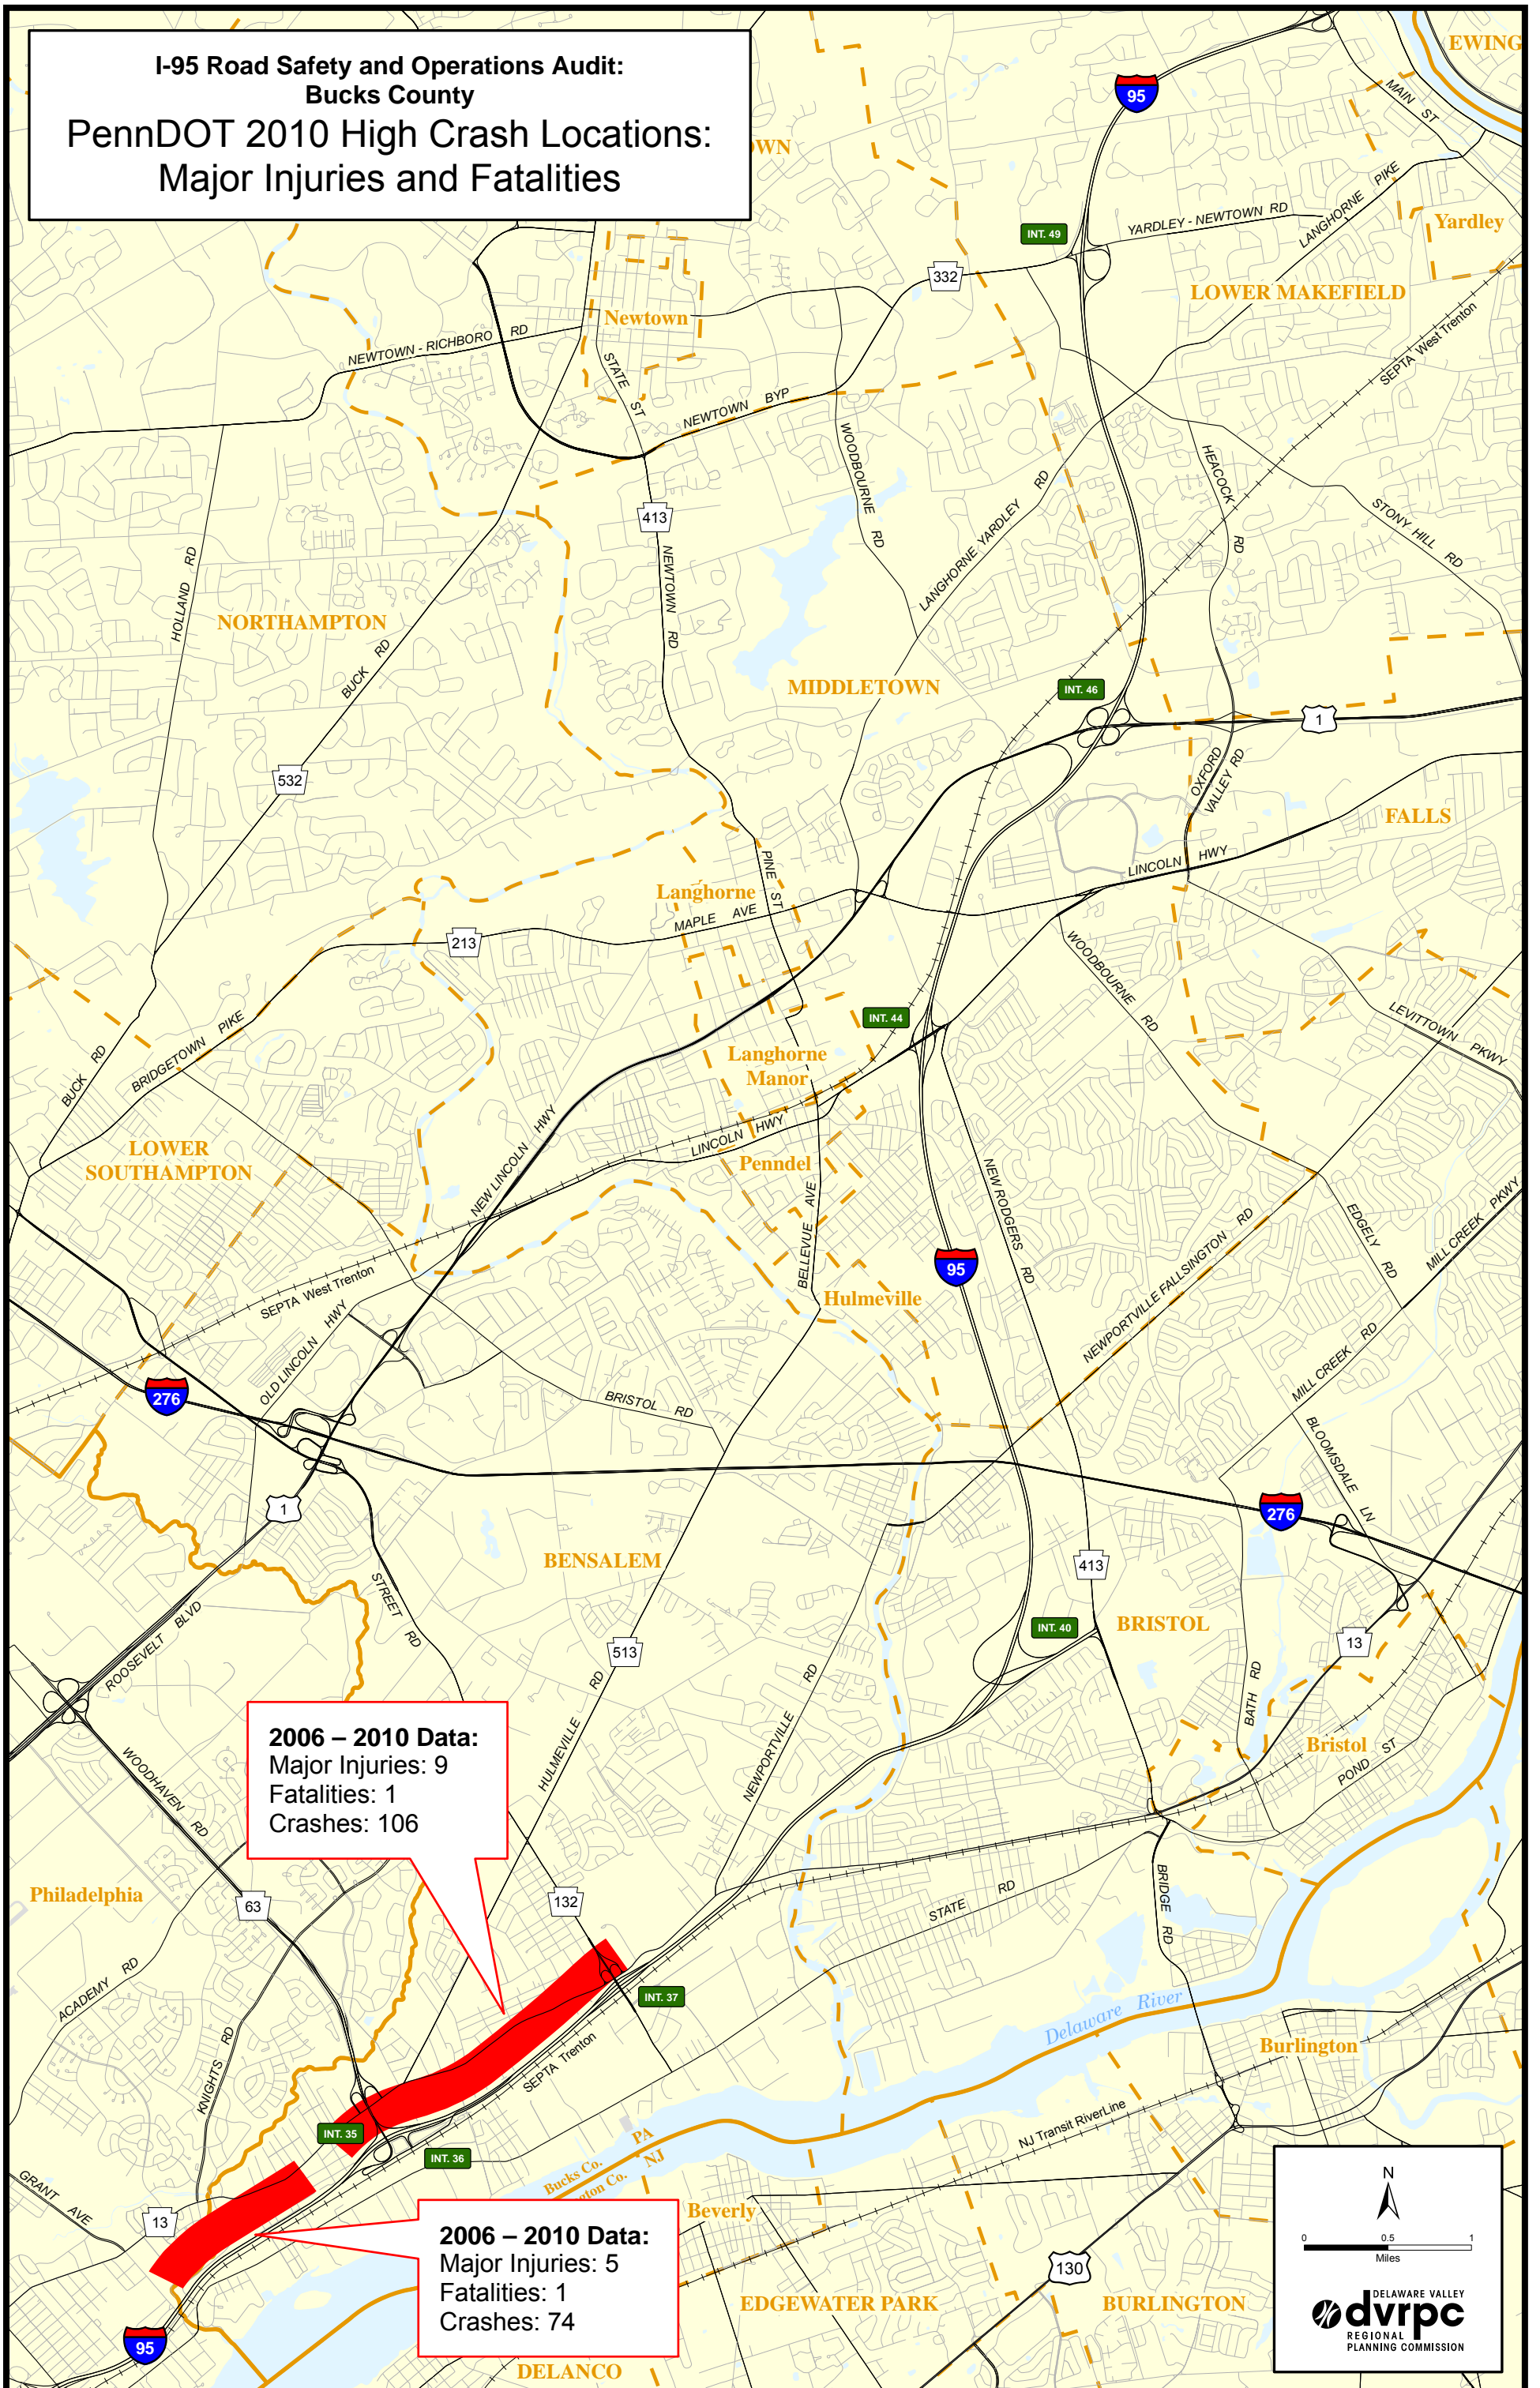 I-95 Road Safety and Operations Audit:
Bucks County
PennDOT 2010 High Crash Locations:
Major Injuries and Fatalities
EWING
95
MAIN ST
OWN
INT. 49
YARDLEY - NEWTOWN RD
LANGHORNE PIKE
Yardley
332
LOWER MAKEFIELD
Newtown
NEWTOWN - RICHBORO RD
STATE ST
SEPTA West Trenton
NEWTOWN BYP
WOODBOURNE RD
HEACOCK RD
LANGHORNE YARDLEY RD
STONY HILL RD
413
NEWTOWN RD
HOLLAND RD
NORTHAMPTON
BUCK RD
MIDDLETOWN
INT. 46
1
532
OXFORD VALLEY RD
FALLS
LINCOLN HWY
PINE ST
Langhorne
MAPLE AVE
213
WOODBOURNE RD
LEVITTOWN PKWY
INT. 44
BRIDGETOWN PIKE
BUCK RD
Langhorne
Manor
LOWER
SOUTHAMPTON
NEW LINCOLN HWY
LINCOLN HWY
Penndel
NEW RODGERS RD
BELLEVUE AVE
EDGELY RD
MILL CREEK PKWY
NEWPORTVILLE FALLSINGTON RD
95
SEPTA West Trenton
Hulmeville
OLD LINCOLN HWY
MILL CREEK RD
276
BRISTOL RD
BLOOMSDALE LN
1
276
BENSALEM
413
STREET RD
ROOSEVELT BLVD
INT. 40
BRISTOL
13
513
BATH RD
2006 – 2010 Data:
Major Injuries: 9
Fatalities: 1
Crashes: 106
HULMEVILLE RD
NEWPORTVILLE RD
Bristol
POND ST
WOODHAVEN RD
Philadelphia
63
132
STATE RD
BRIDGE RD
ACADEMY RD
INT. 37
Delaware River
KNIGHTS RD
SEPTA Trenton
Burlington
INT. 35
INT. 36
PA
NJ
NJ Transit RiverLine
Bucks Co.
gton Co.
GRANT AVE
13
Beverly
2006 – 2010 Data:
Major Injuries: 5
Fatalities: 1
Crashes: 74
130
EDGEWATER PARK
BURLINGTON
95
DELANCO
N
0 0.5 1
Miles
DELAWARE VALLEY
dvrpc
REGIONAL
PLANNING COMMISSION